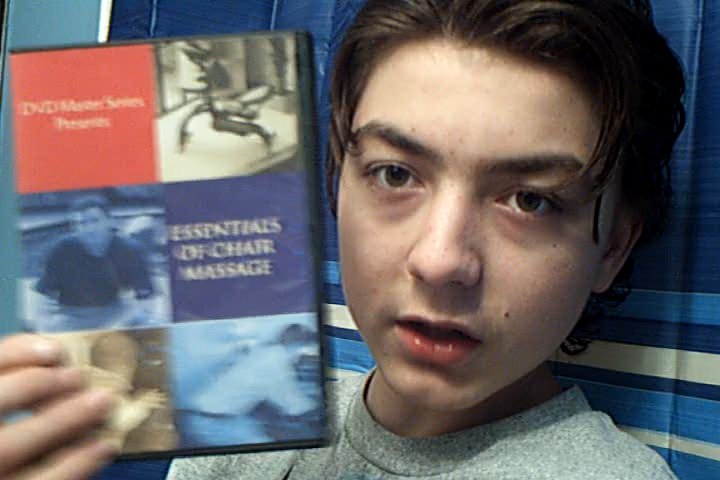 DVD Master Series
Presents
ESSENTIALS
OF CHAIR
MASSAGE